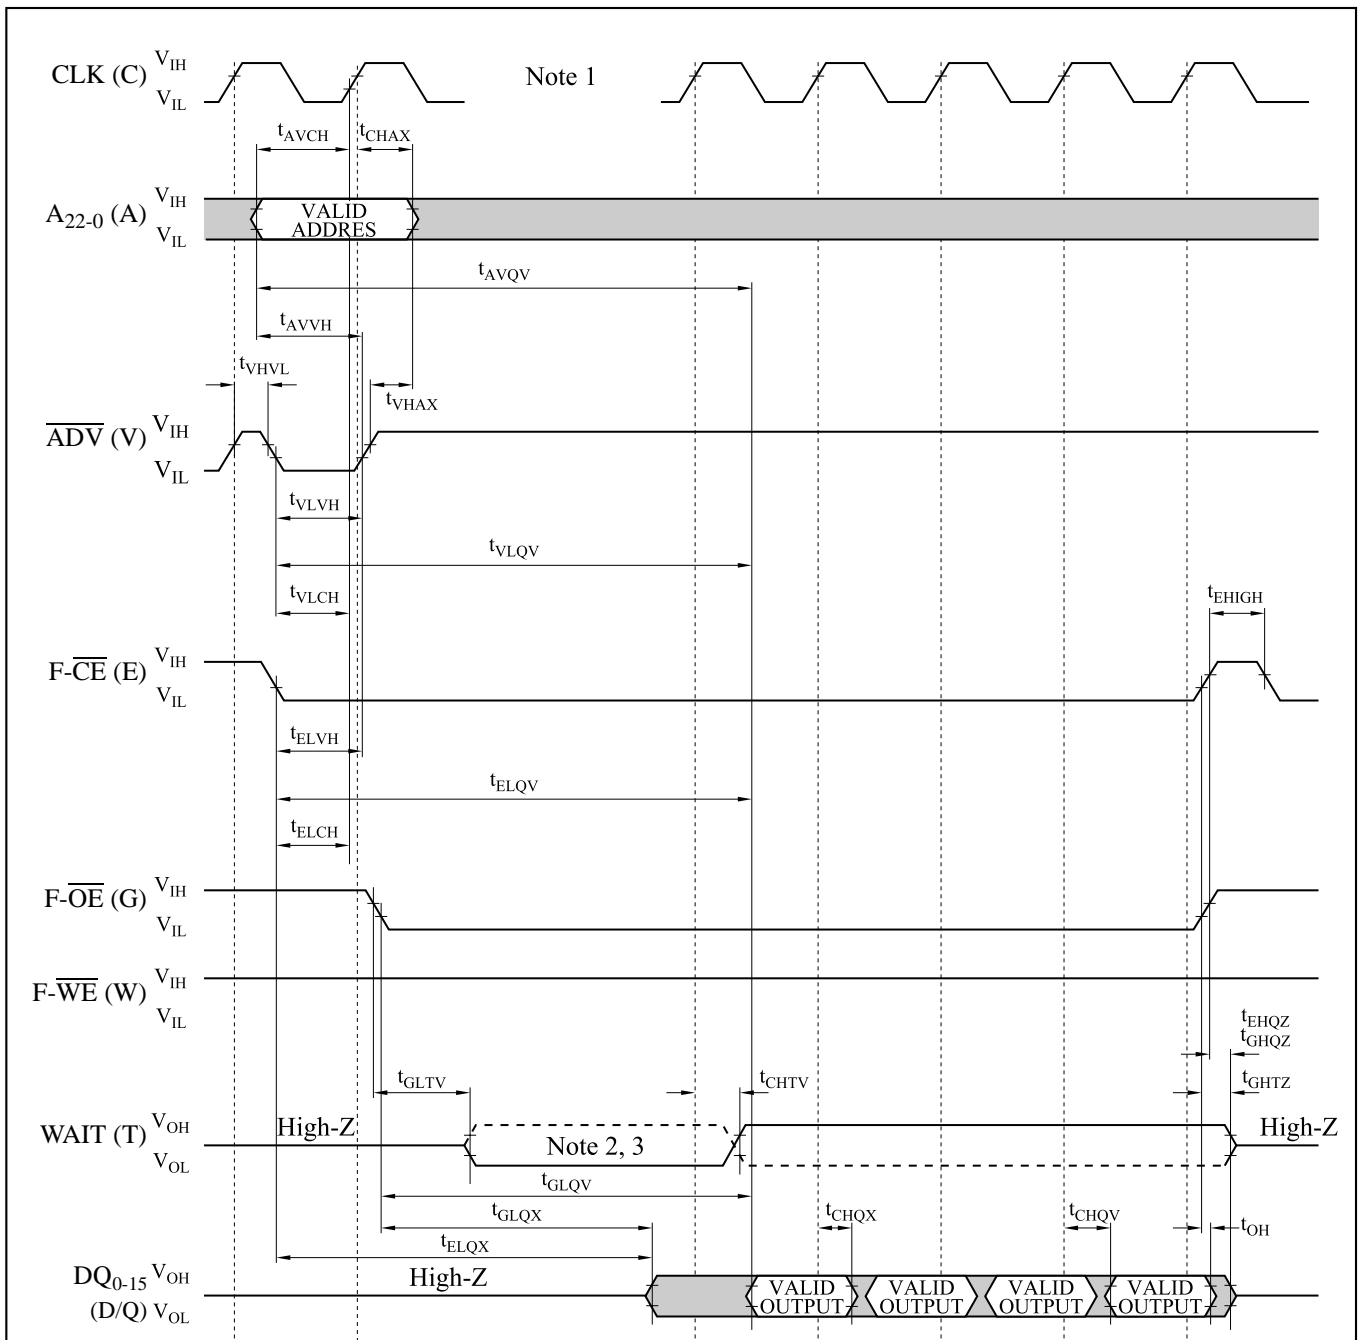 CLK (C) VIH
VIL
Note 1
tAVCH tCHAX
A22-0 (A) VIH
VIL
VALID
ADDRES
tAVQV
tAVVH
tVHVL
tVHAX
ADV (V) VIH
VIL
tVLVH
tVLQV
tVLCH
tEHIGH
F-CE (E) VIH
VIL
tELVH
tELQV
tELCH
F-OE (G) VIH
VIL
F-WE (W) VIH
VIL
tEHQZ
tGHQZ
tGLTV tCHTV tGHTZ
WAIT (T) VOH
VOL
High-Z Note 2, 3 High-Z
tGLQV
tGLQX tCHQX tCHQV tOH
tELQX
DQ0-15 VOH
(D/Q) VOL
High-Z
VALID VALID VALID VALID
OUTPUT OUTPUT OUTPUT OUTPUT